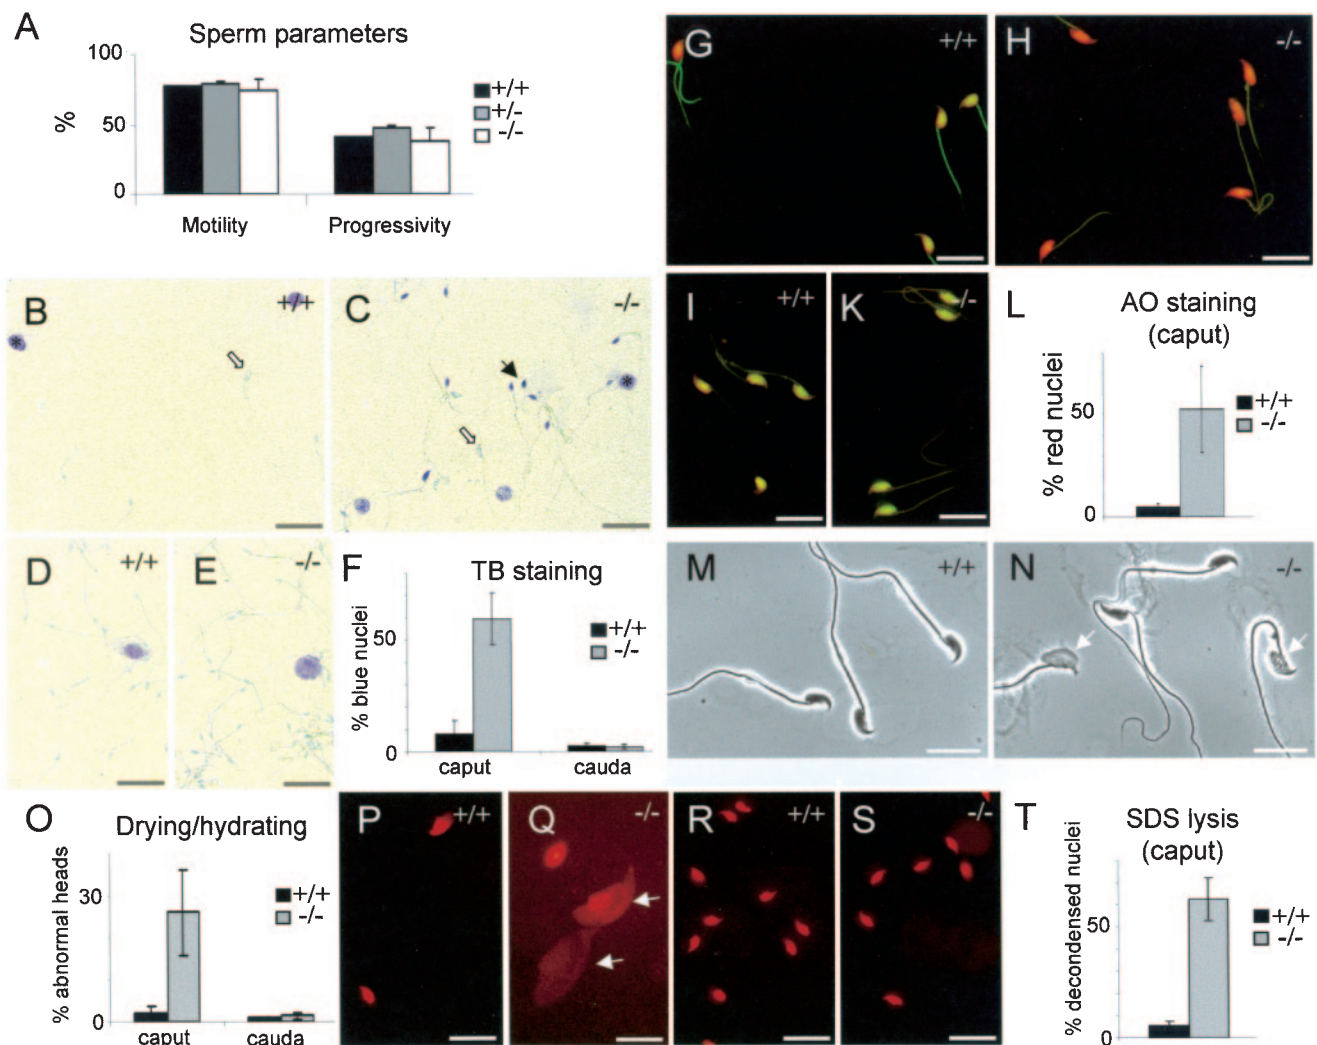 A
Sperm parameters
100
50
0
%
+/+
+/-
-/-
Motility
Progressivity
G
+/+
H
-/-
B
+/+
*
C
-/-
*
I
+/+
K
-/-
L
AO staining
(caput)
% red nuclei
50
0
+/+
-/-
D
+/+
E
-/-
F
TB staining
% blue nuclei
50
0
+/+
-/-
caput
cauda
M
+/+
N
-/-
O
Drying/hydrating
% abnormal heads
30
0
+/+
-/-
caput
cauda
P
+/+
Q
-/-
R
+/+
S
-/-
T
SDS lysis
(caput)
% decondensed nuclei
50
0
+/+
-/-